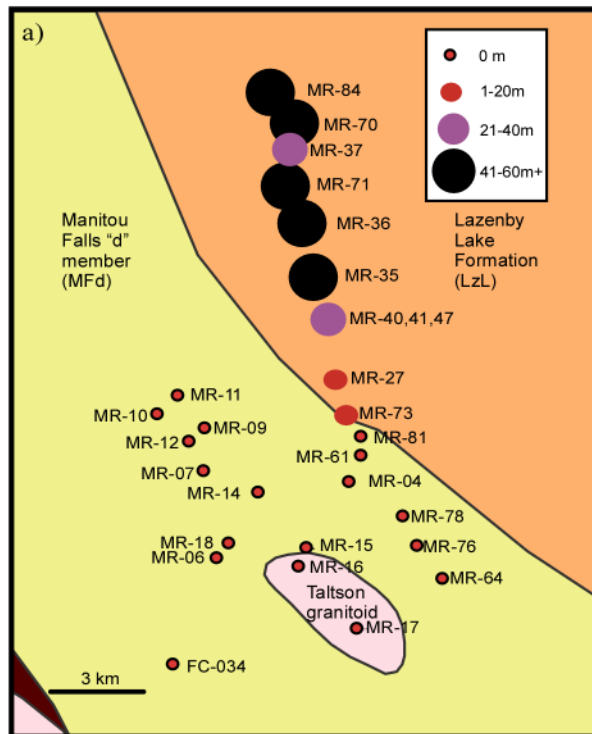 a)
0 m
1-20m
21-40m
41-60m+
MR-84
MR-70
MR-37
MR-71
MR-36
MR-35
MR-40,41,47
Manitou
Falls "d"
member
(MFd)
Lazenby
Lake
Formation
(LzL)
MR-27
MR-73
MR-11
MR-10
MR-09
MR-12
MR-81
MR-61
MR-07
MR-04
MR-14
MR-78
MR-18
MR-06
MR-15
MR-76
MR-16
MR-64
Taltson
granitoid
MR-17
FC-034
3 km